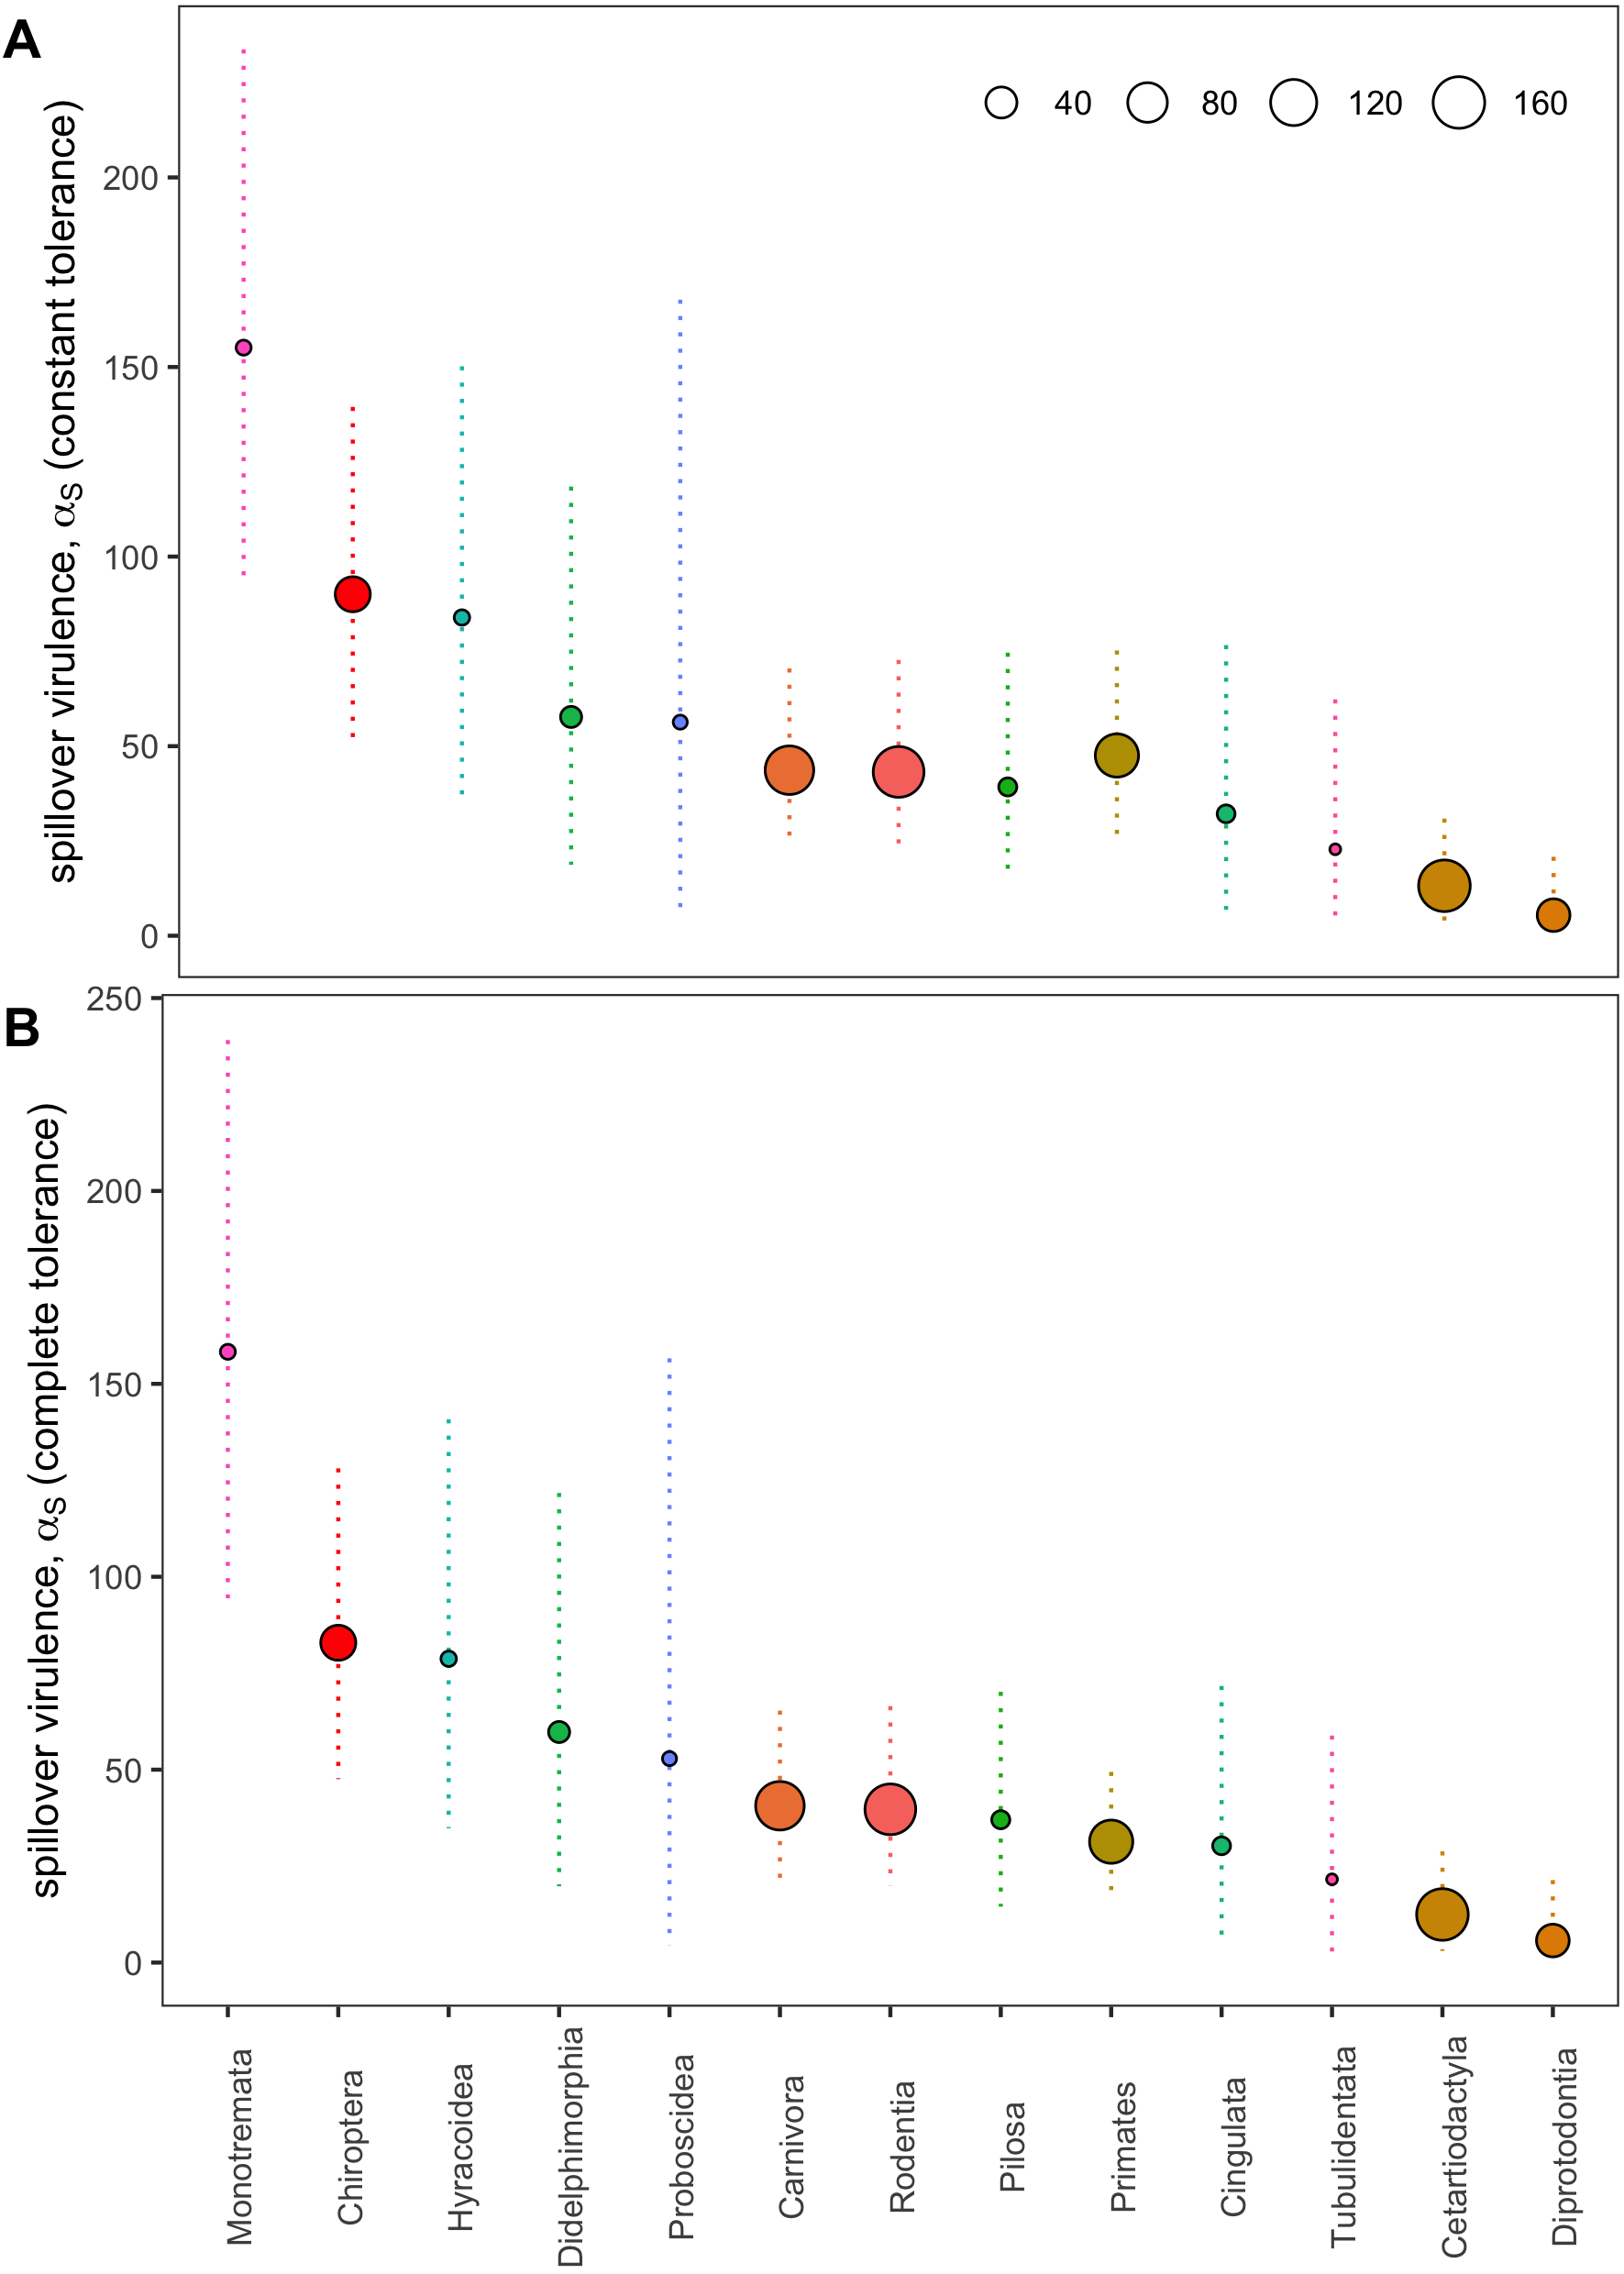 A
spillover virulence, αS (constant tolerance)
200
150
100
50
0
40 80 120 160
B
spillover virulence, αS (complete tolerance)
250
200
150
100
50
0
Monotremata
Chiroptera
Hyracoidea
Didelphimorphia
Proboscidea
Carnivora
Rodentia
Pilosa
Primates
Cingulata
Tubulidentata
Cetartiodactyla
Diprotodontia